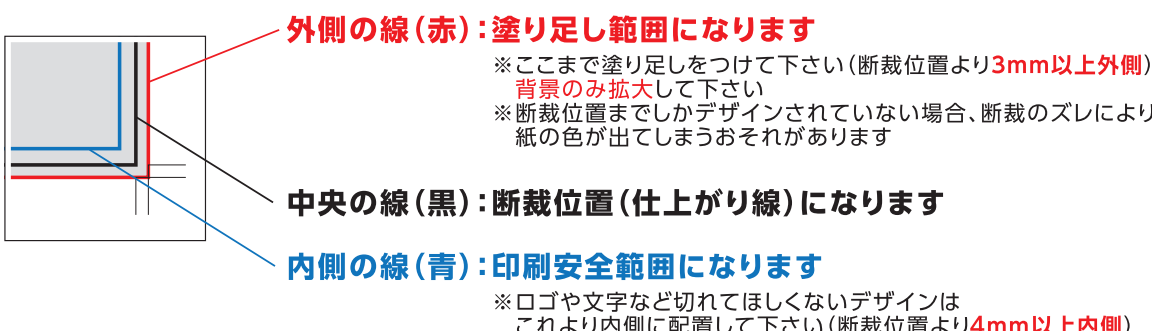 外側の線（赤）：塗り足し範囲になります
※ここまで塗り足しをつけて下さい（断裁位置より3mm以上外側）
背景のみ拡大して下さい
※断裁位置までしかデザインされていない場合、断裁のズレにより
紙の色が出てしまうおそれがあります
中央の線（黒）：断裁位置（仕上がり線）になります
内側の線（青）：印刷安全範囲になります
※ロゴや文字など切れてほしくないデザインは
これより内側に配置して下さい（断裁位置より4mm以上内側）